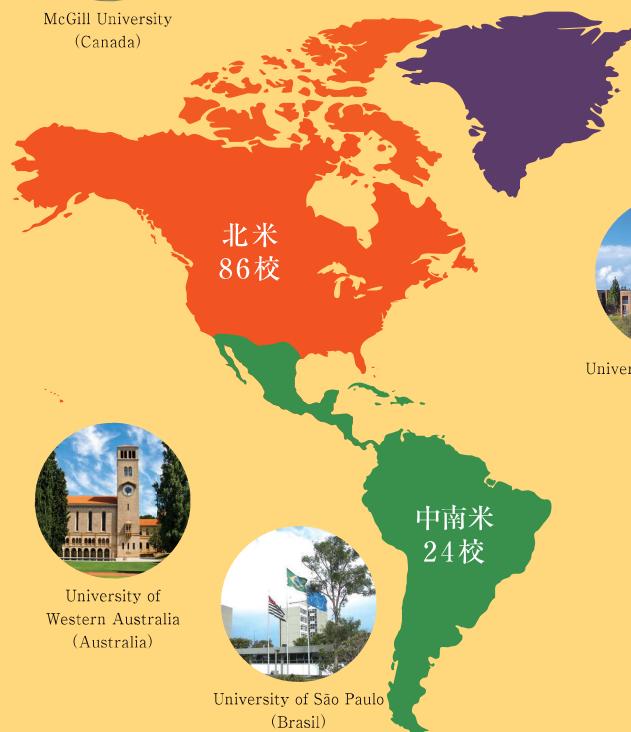 McGill University
(Canada)
北米
86校
Univer
University of
Western Australia
(Australia)
中南米
24校
University of São Paulo
(Brasil)